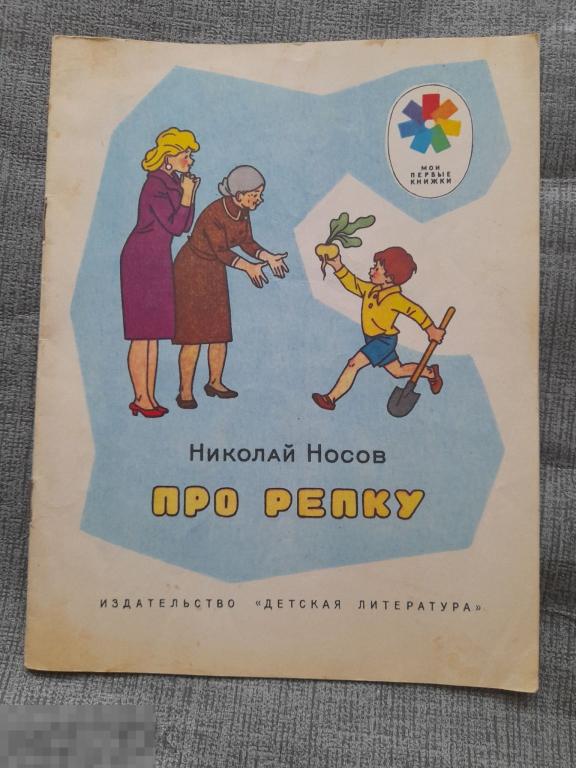 МОИ
ПЕРВЫЕ
КНИЖКИ
НИКОЛАЙ НОСОВ
ПРО РЕПКУ
ИЗДАТЕЛЬСТВО «ДЕТСКАЯ ЛИТЕРАТУРА»